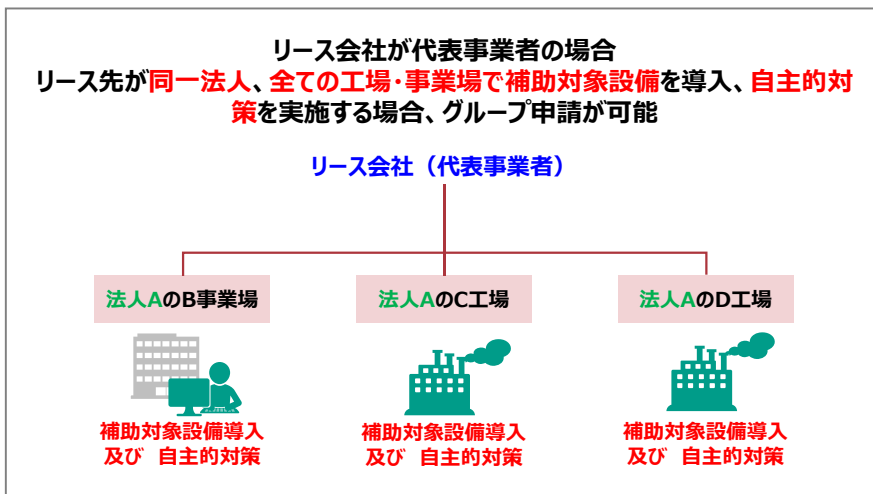 リース会社が代表事業者の場合
リース先が同一法人、全ての工場・事業場で補助対象設備を導入、自主的対
策を実施する場合、グループ申請が可能
リース会社（代表事業者）
法人AのB事業場
法人AのC工場
法人AのD工場
補助対象設備導入
及び 自主的対策
補助対象設備導入
及び 自主的対策
補助対象設備導入
及び 自主的対策